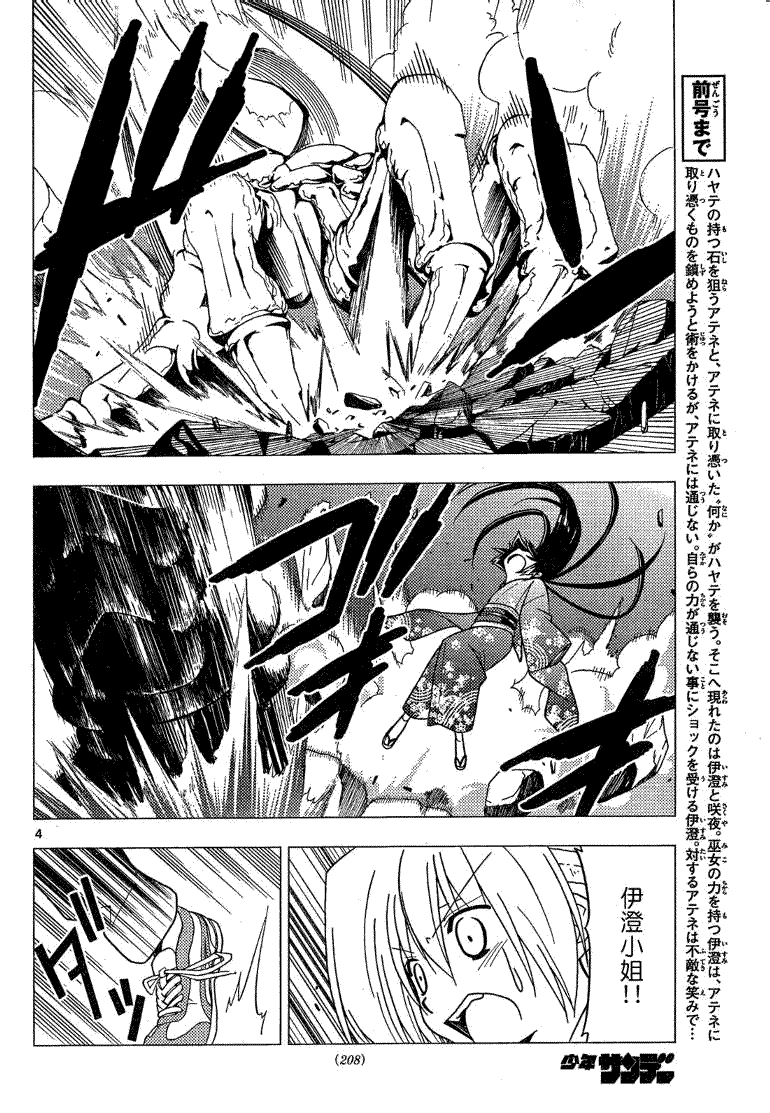 前号まで
ハヤテの持つ石を狙うアテネと、アテネに取り憑いた〝何か〟がハヤテを襲う。そこへ現れたのは伊澄と咲夜。巫女の力を持つ伊澄は、アテネに
取り憑くものを鎮めようと術をかけるが、アテネには通じない。自らの力が通じない事にショックを受ける伊澄。対するアテネは不敵な笑みで…
ゴゴ
伊澄小姐!!
ダッ
4
(208)
少年サンデー